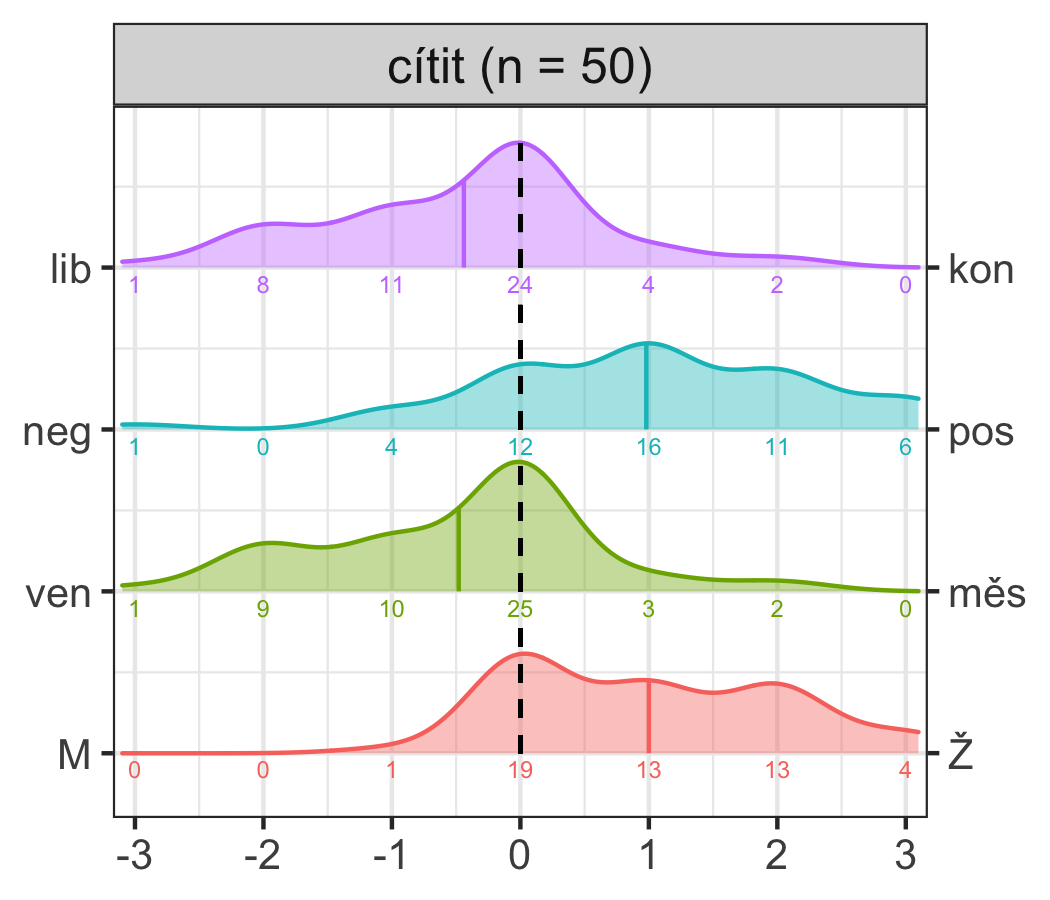 cítit (n = 50)
lib kon
1 8 11 24 4 2 0
neg pos
1 0 4 12 16 11 6
ven měs
1 9 10 25 3 2 0
M Ž
0 0 1 19 13 13 4
-3 -2 -1 0 1 2 3